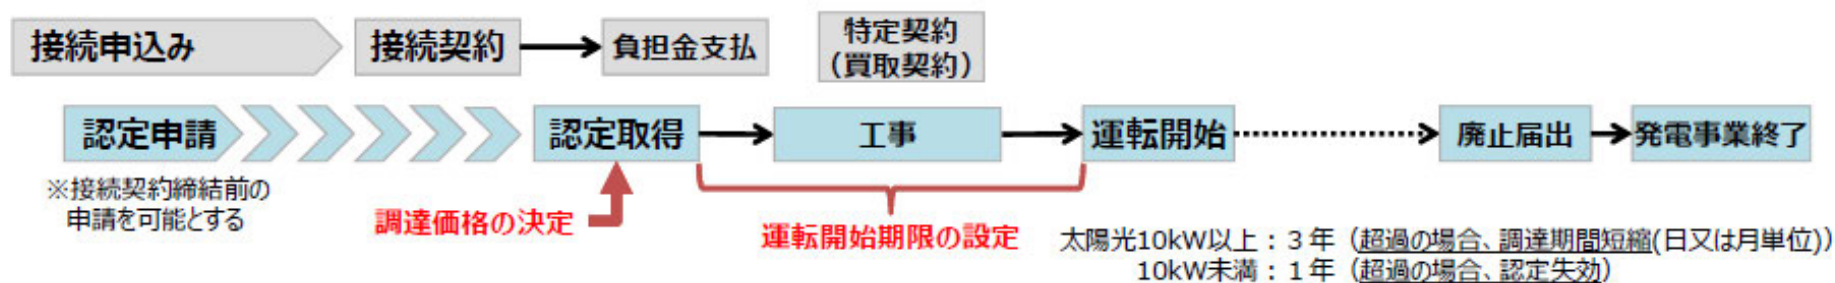 接続申込み
接続契約
負担金支払
特定契約
（買取契約）
認定申請
認定取得
工事
運転開始
廃止届出
発電事業終了
※接続契約締結前の
申請を可能とする
調達価格の決定
運転開始期限の設定
太陽光10kW以上：３年（超過の場合、調達期間短縮(日又は月単位)）
10kW未満：１年（超過の場合、認定失効）